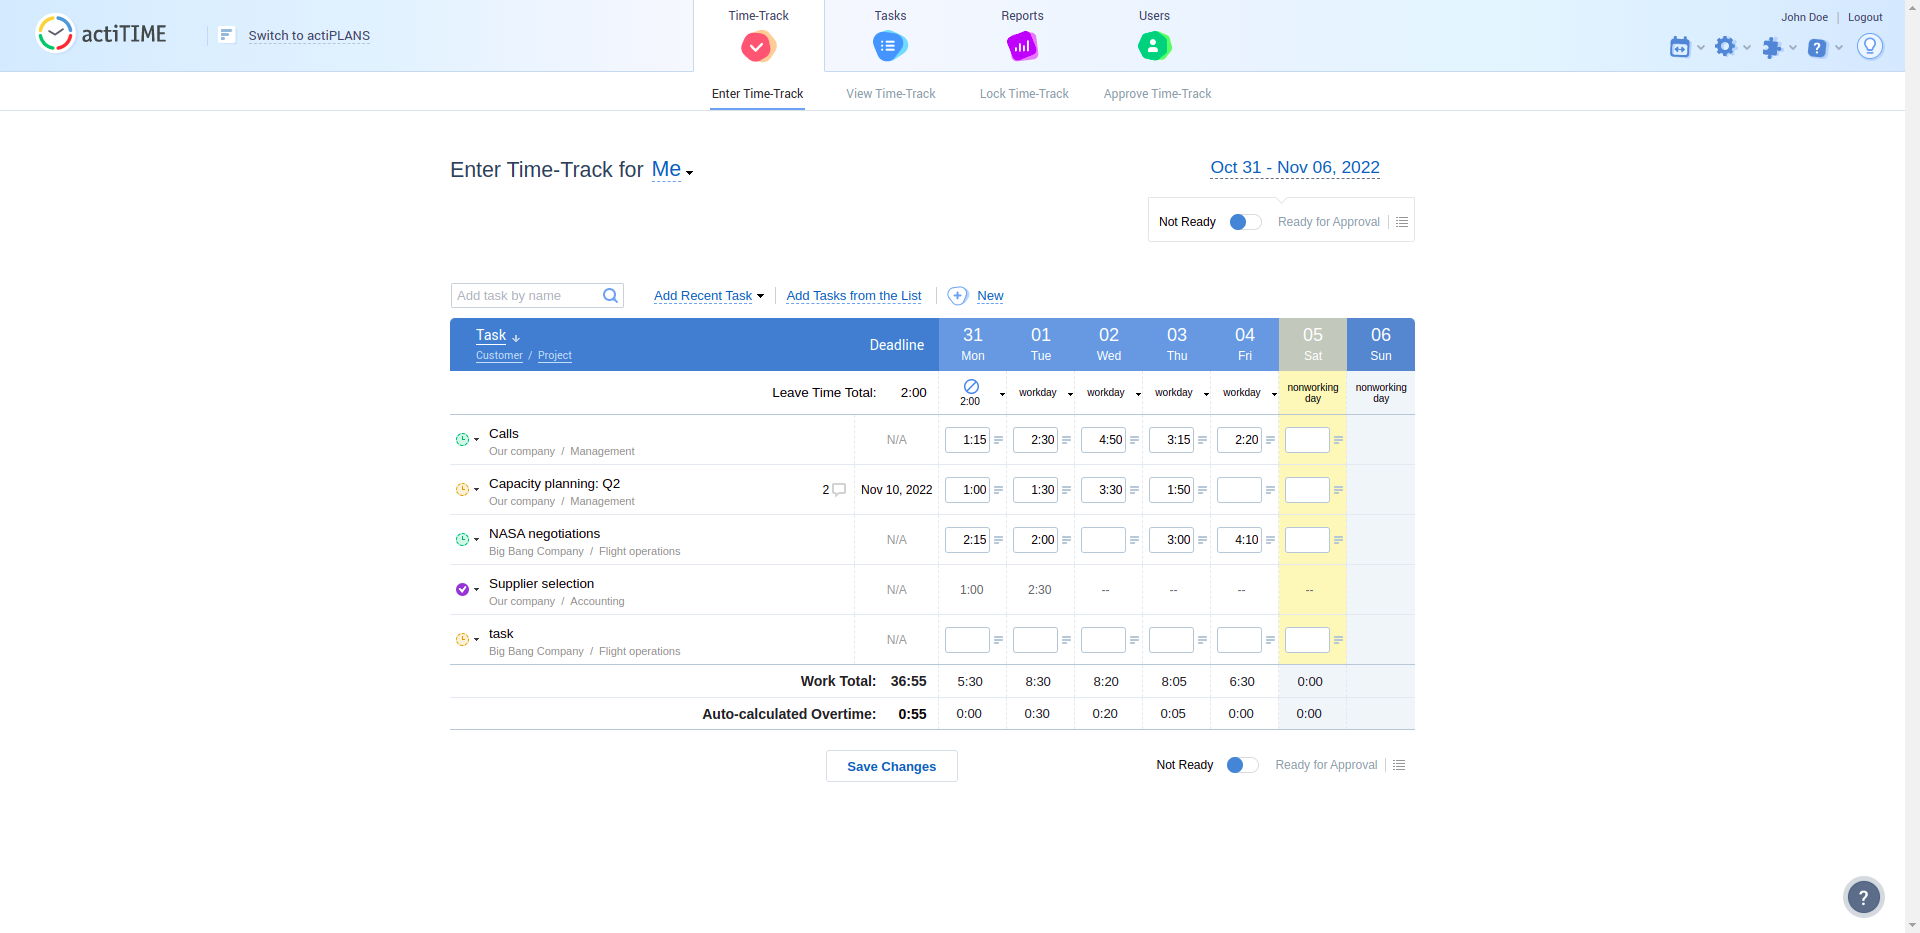 actiTIME
Switch to actiPLANS
Time-Track
Tasks
Reports
Users
John Doe | Logout
Enter Time-Track
View Time-Track
Lock Time-Track
Approve Time-Track
Enter Time-Track for Me
Oct 31 - Nov 06, 2022
Not Ready Ready for Approval
Add task by name
Add Recent Task
Add Tasks from the List
New
Task
Customer / Project
Deadline
31 Mon
01 Tue
02 Wed
03 Thu
04 Fri
05 Sat
06 Sun
Leave Time Total: 2:00 2:00 workday workday workday workday nonworking day nonworking day
Calls
Our company / Management
N/A 1:15 2:30 4:50 3:15 2:20
Capacity planning: Q2
Our company / Management
2 Nov 10, 2022 1:00 1:30 3:30 1:50
NASA negotiations
Big Bang Company / Flight operations
N/A 2:15 2:00 3:00 4:10
Supplier selection
Our company / Accounting
N/A 1:00 2:30 -- -- -- --
task
Big Bang Company / Flight operations
N/A
Work Total: 36:55 5:30 8:30 8:20 8:05 6:30 0:00
Auto-calculated Overtime: 0:55 0:00 0:30 0:20 0:05 0:00 0:00
Save Changes
Not Ready Ready for Approval
?